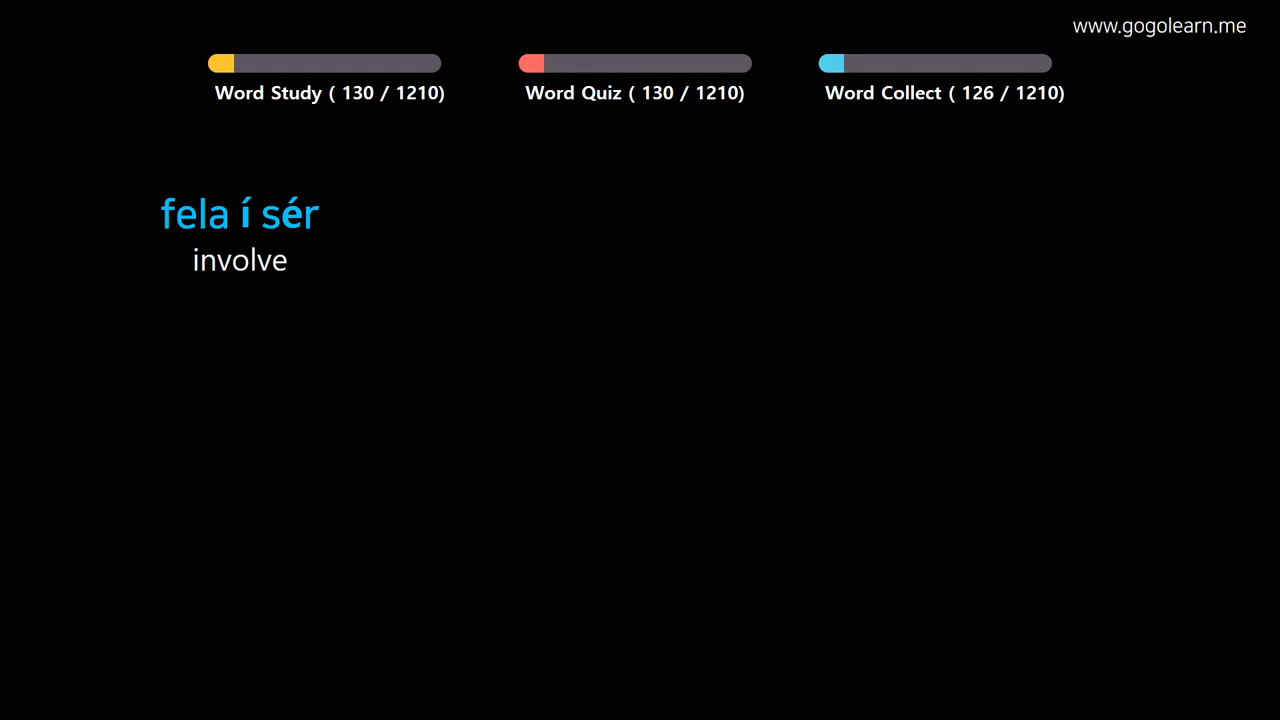 www.gogolearn.me
Word Study ( 130 / 1210)
Word Quiz ( 130 / 1210)
Word Collect ( 126 / 1210)
fela í sér
involve